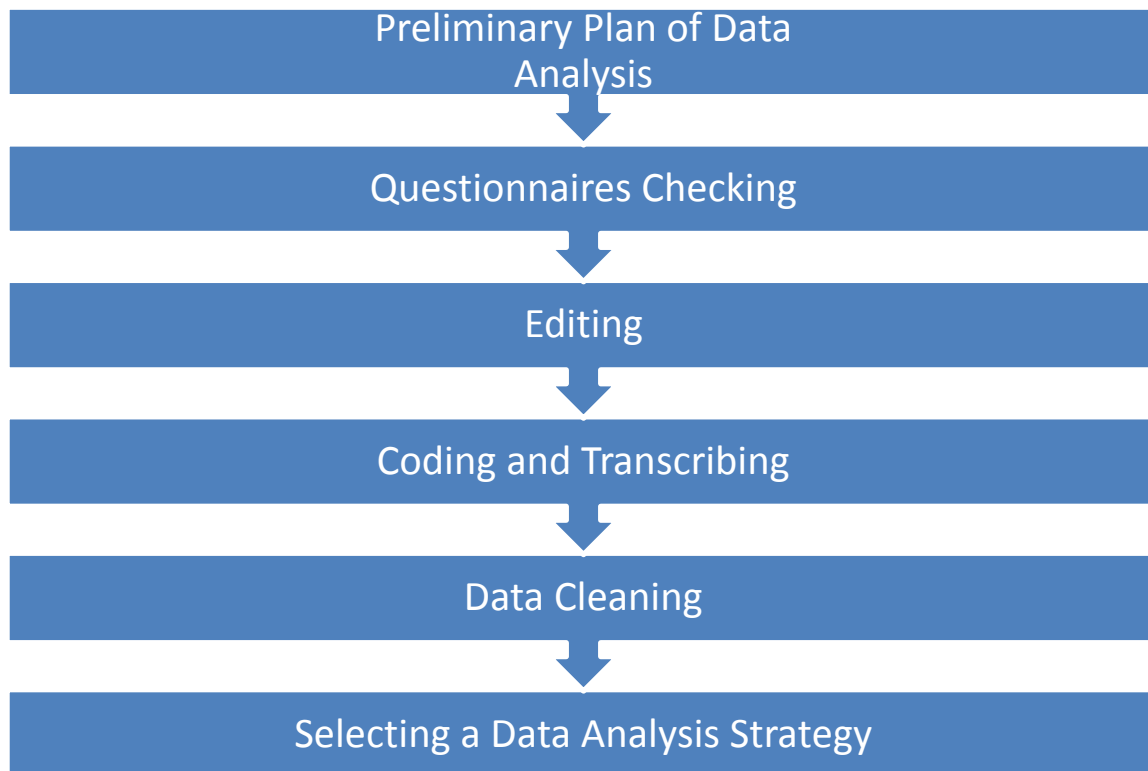 Preliminary Plan of Data
Analysis
Questionnaires Checking
Editing
Coding and Transcribing
Data Cleaning
Selecting a Data Analysis Strategy